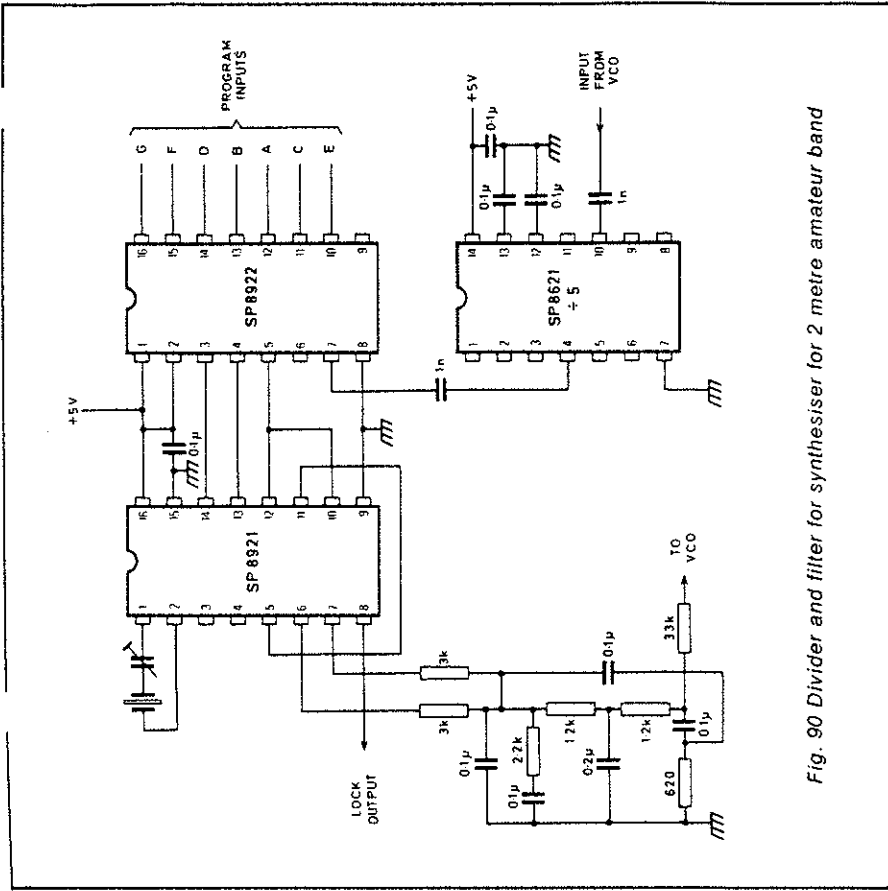 +5V
SP8921
1
2
3
4
5
6
7
8
16
15
14
13
12
11
10
9
0·1µ
SP8922
1
2
3
4
5
6
7
8
16
15
14
13
12
11
10
9
G
F
D
B
A
C
E
PROGRAM
INPUTS
LOCK
OUTPUT
3k
3k
0·1µ
2·2k
0·1µ
1·2k
0·1µ
0·2µ
1·2k
0·1µ
620
33k
TO
VCO
1n
SP8621
÷ 5
1
2
3
4
5
6
7
14
13
12
11
10
9
8
+5V
0·1µ
0·1µ
0·1µ
1n
INPUT
FROM
VCO
Fig. 90 Divider and filter for synthesiser for 2 metre amateur band